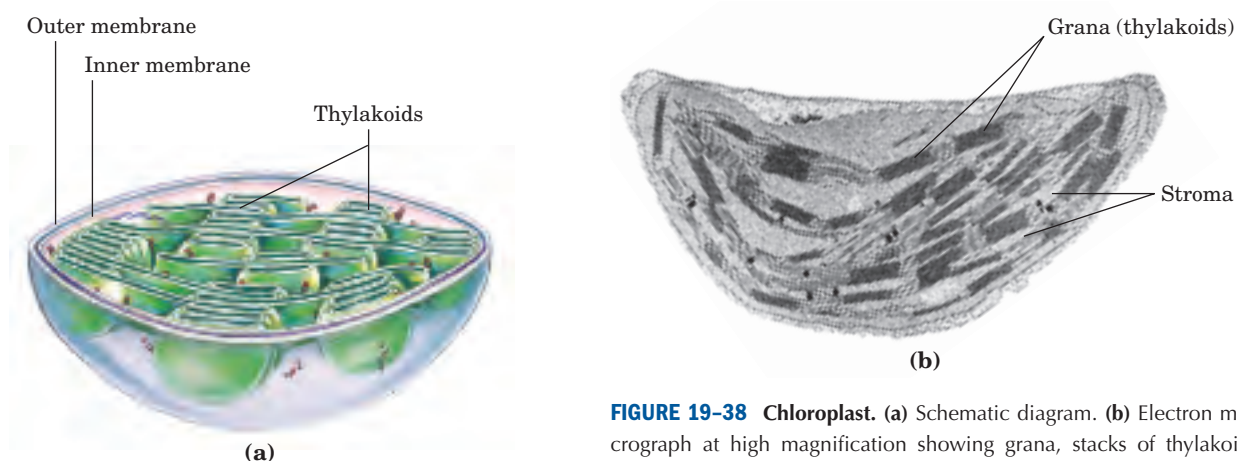 Outer membrane
Inner membrane
Thylakoids
(a)
Grana (thylakoids)
Stroma
(b)
FIGURE 19–38 Chloroplast. (a) Schematic diagram. (b) Electron m
crograph at high magnification showing grana, stacks of thylakoi